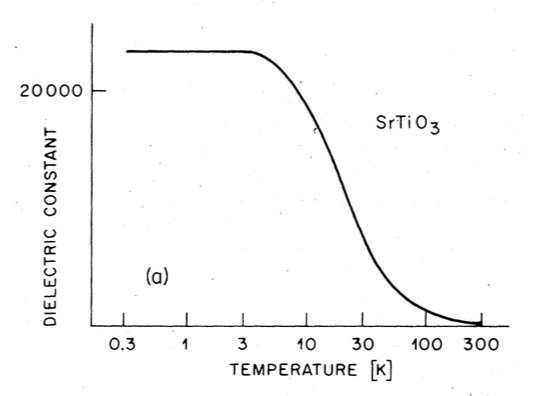 20000
SrTiO3
DIELECTRIC CONSTANT
(a)
0.3 1 3 10 30 100 300
TEMPERATURE [K]